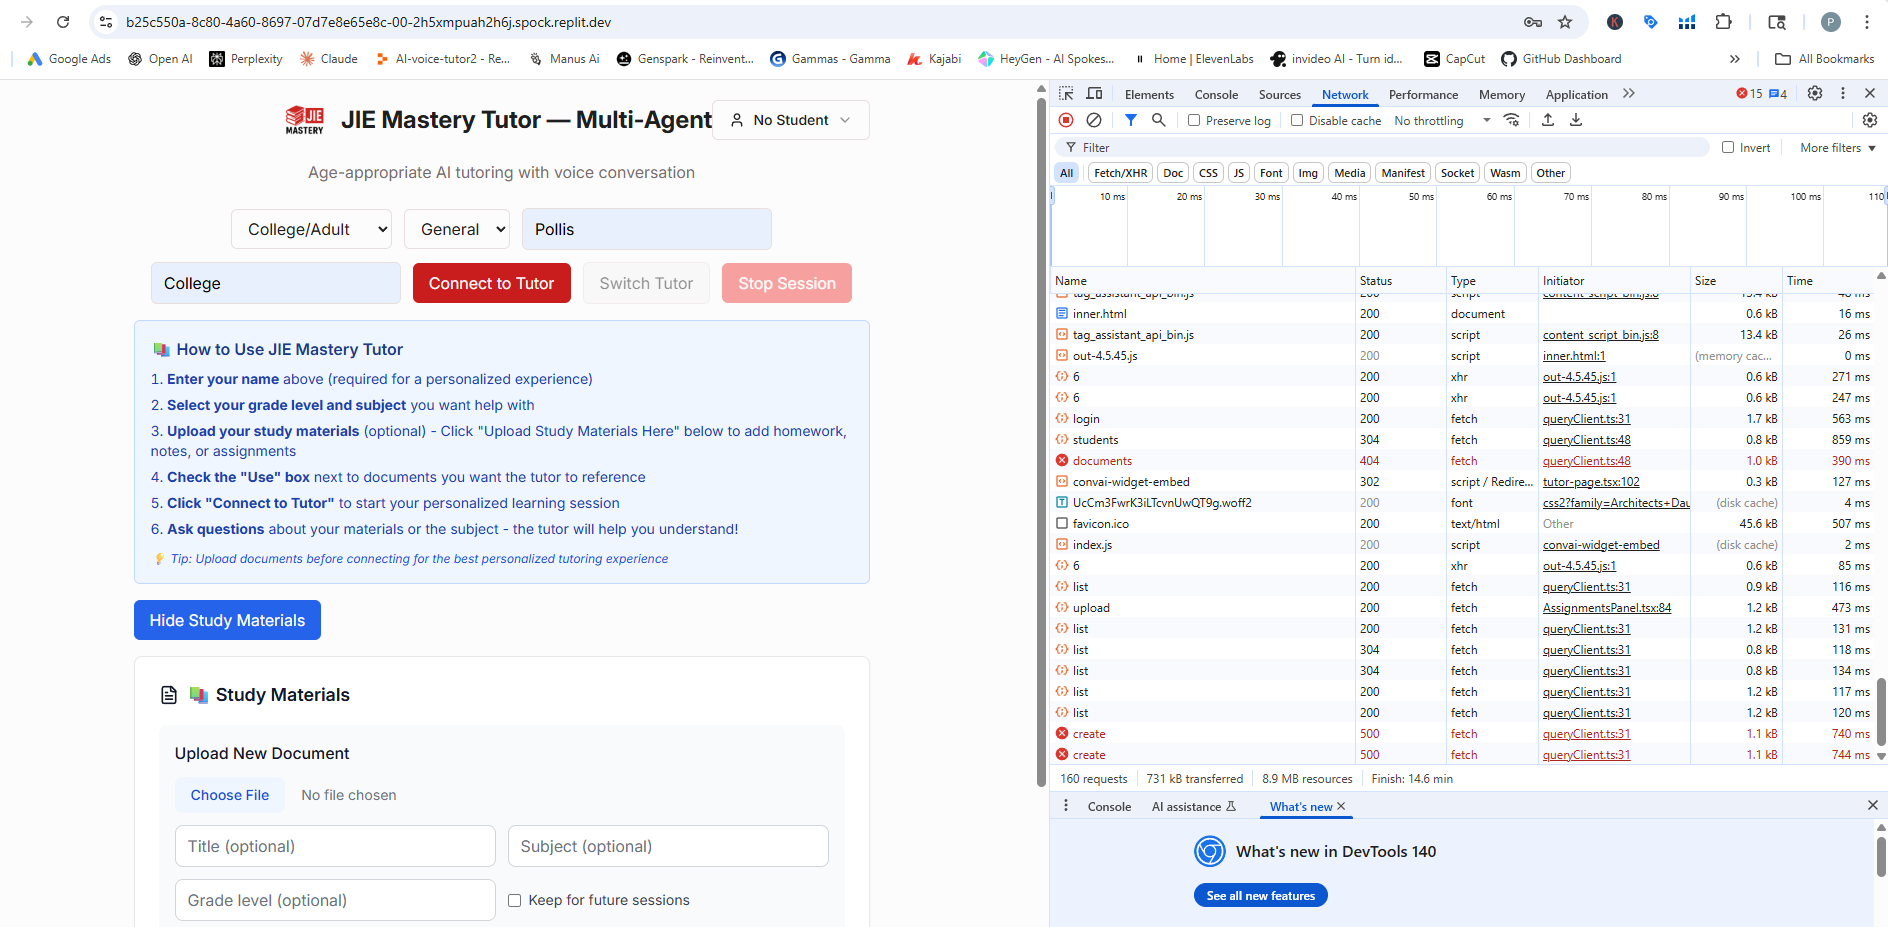 b25c550a-8c80-4a60-8697-07d7e8e65e8c-00-2h5xmpuah2h6j.spock.replit.dev
P
Google Ads Open AI Perplexity Claude AI-voice-tutor2 - Re... Manus Ai Genspark - Reinvent... Gammas - Gamma Kajabi HeyGen - AI Spokes... Home | ElevenLabs invideo AI - Turn id... CapCut GitHub Dashboard » All Bookmarks
JIE MASTERY
JIE Mastery Tutor — Multi-Agent
No Student
Age-appropriate AI tutoring with voice conversation
College/Adult General Pollis
College Connect to Tutor Switch Tutor Stop Session
How to Use JIE Mastery Tutor
1. Enter your name above (required for a personalized experience)
2. Select your grade level and subject you want help with
3. Upload your study materials (optional) - Click "Upload Study Materials Here" below to add homework,
notes, or assignments
4. Check the "Use" box next to documents you want the tutor to reference
5. Click "Connect to Tutor" to start your personalized learning session
6. Ask questions about your materials or the subject - the tutor will help you understand!
Tip: Upload documents before connecting for the best personalized tutoring experience
Hide Study Materials
Study Materials
Upload New Document
Choose File No file chosen
Title (optional) Subject (optional)
Grade level (optional) Keep for future sessions
Elements Console Sources Network Performance Memory Application » 15 4
Preserve log Disable cache No throttling
Filter Invert More filters
All Fetch/XHR Doc CSS JS Font Img Media Manifest Socket Wasm Other
10 ms 20 ms 30 ms 40 ms 50 ms 60 ms 70 ms 80 ms 90 ms 100 ms 110
Name Status Type Initiator Size Time
tag_assistant_api_bin.js 200 script content_script_bin.js:8 13.4 kB 48 ms
inner.html 200 document 0.6 kB 16 ms
tag_assistant_api_bin.js 200 script content_script_bin.js:8 13.4 kB 26 ms
out-4.5.45.js 200 script inner.html:1 (memory cac... 0 ms
6 200 xhr out-4.5.45.js:1 0.6 kB 271 ms
6 200 xhr out-4.5.45.js:1 0.6 kB 247 ms
login 200 fetch queryClient.ts:31 1.7 kB 563 ms
students 304 fetch queryClient.ts:48 0.8 kB 859 ms
documents 404 fetch queryClient.ts:48 1.0 kB 390 ms
convai-widget-embed 302 script / Redire... tutor-page.tsx:102 0.3 kB 127 ms
UcCm3FwrK3iLTcvnUwQT9g.woff2 200 font css2?family=Architects+Dau (disk cache) 4 ms
favicon.ico 200 text/html Other 45.6 kB 507 ms
index.js 200 script convai-widget-embed (disk cache) 2 ms
6 200 xhr out-4.5.45.js:1 0.6 kB 85 ms
list 200 fetch queryClient.ts:31 0.9 kB 116 ms
upload 200 fetch AssignmentsPanel.tsx:84 1.2 kB 473 ms
list 200 fetch queryClient.ts:31 1.2 kB 131 ms
list 304 fetch queryClient.ts:31 0.8 kB 118 ms
list 304 fetch queryClient.ts:31 0.8 kB 134 ms
list 200 fetch queryClient.ts:31 1.2 kB 117 ms
list 200 fetch queryClient.ts:31 1.2 kB 120 ms
create 500 fetch queryClient.ts:31 1.1 kB 740 ms
create 500 fetch queryClient.ts:31 1.1 kB 744 ms
160 requests 731 kB transferred 8.9 MB resources Finish: 14.6 min
Console AI assistance What's new
What's new in DevTools 140
See all new features